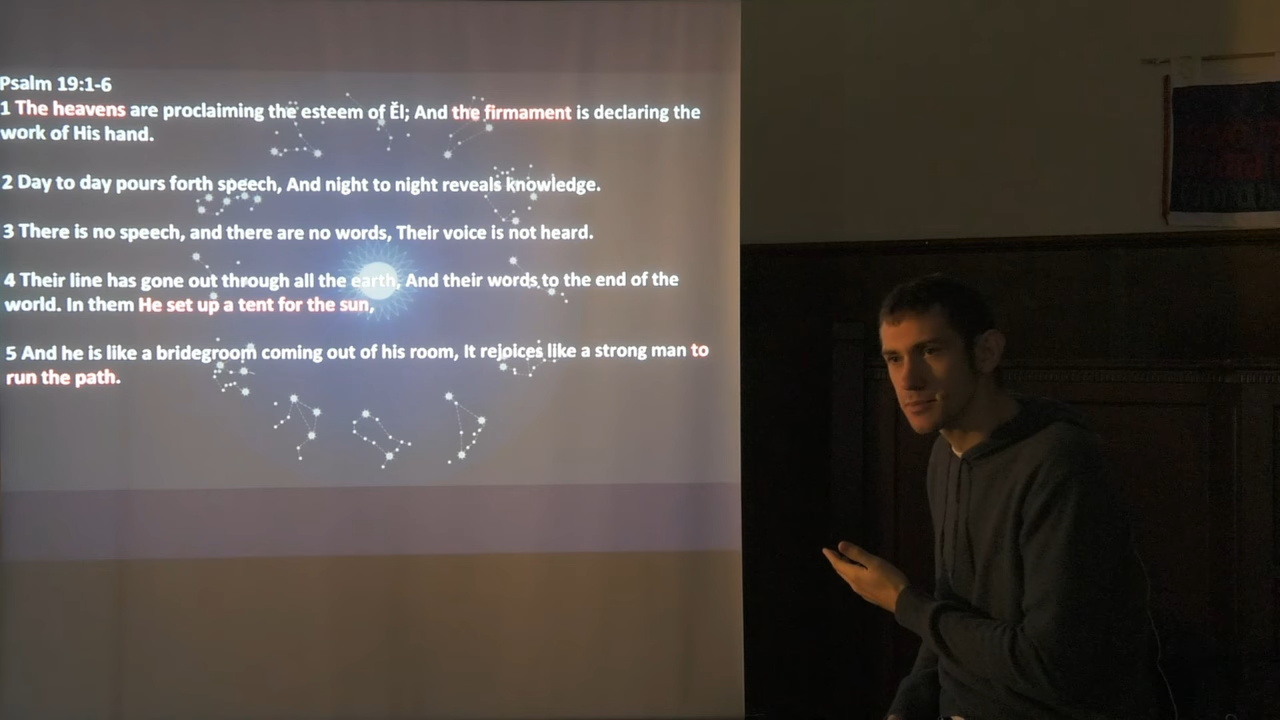 Psalm 19:1-6
1 The heavens are proclaiming the esteem of Ěl; And the firmament is declaring the
work of His hand.
2 Day to day pours forth speech, And night to night reveals knowledge.
3 There is no speech, and there are no words, Their voice is not heard.
4 Their line has gone out through all the earth, And their words to the end of the
world. In them He set up a tent for the sun,
5 And he is like a bridegroom coming out of his room, It rejoices like a strong man to
run the path.